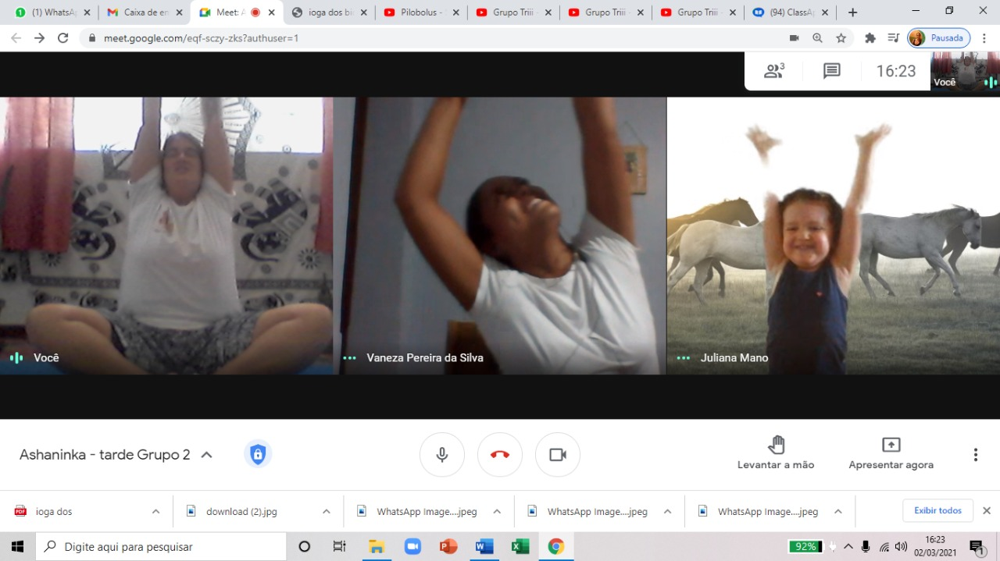 (1) WhatsA
Caixa de en
Meet: A
ioga dos bi
Pilobolus -
Grupo Triii -
Grupo Triii -
Grupo Triii -
(94) ClassA
meet.google.com/eqf-sczy-zks?authuser=1
Pausada
3
16:23
Você
Você
Vaneza Pereira da Silva
Juliana Mano
Ashaninka - tarde Grupo 2
Levantar a mão
Apresentar agora
PDF
ioga dos
download (2).jpg
WhatsApp Image....jpeg
WhatsApp Image....jpeg
WhatsApp Image....jpeg
Exibir todos
Digite aqui para pesquisar
92%
16:23
02/03/2021
1